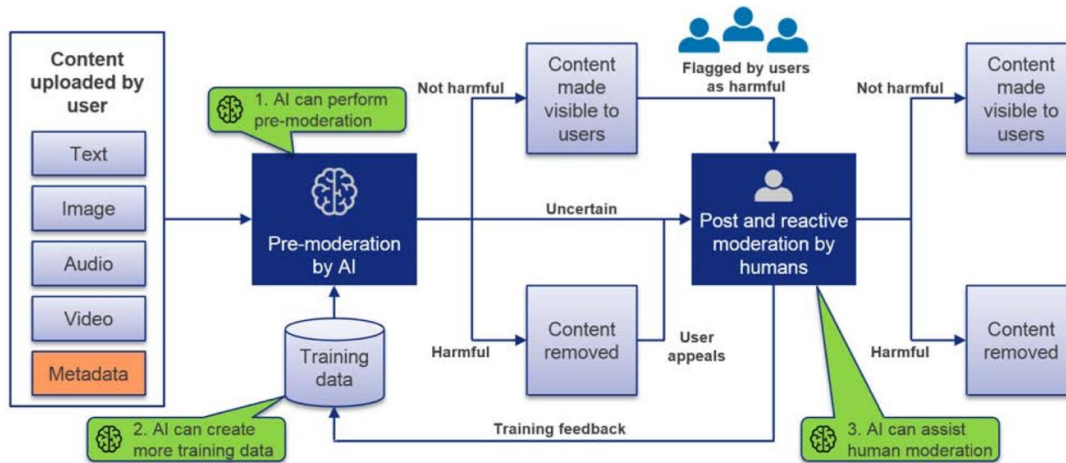 Content
uploaded by
user
Text
Image
Audio
Video
Metadata
1. AI can perform
pre-moderation
Pre-moderation
by AI
Training
data
2. AI can create
more training data
Not harmful
Uncertain
Harmful
Content
made
visible to
users
Content
removed
Flagged by users
as harmful
User
appeals
Training feedback
Post and reactive
moderation by
humans
3. AI can assist
human moderation
Not harmful
Harmful
Content
made
visible to
users
Content
removed